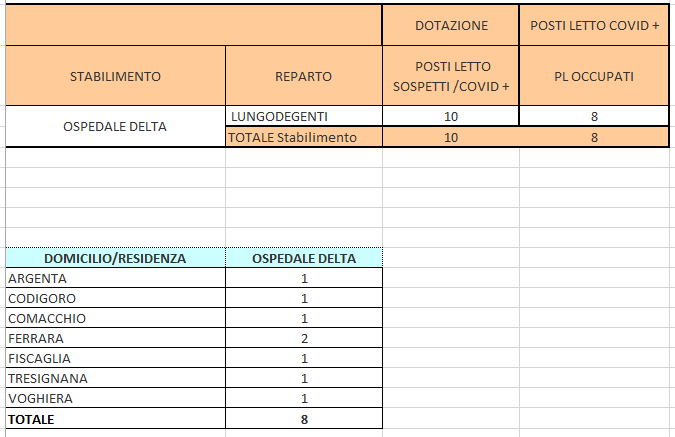 DOTAZIONE POSTI LETTO COVID +
STABILIMENTO REPARTO POSTI LETTO SOSPETTI /COVID + PL OCCUPATI
OSPEDALE DELTA LUNGODEGENTI 10 8
TOTALE Stabilimento 10 8
DOMICILIO/RESIDENZA OSPEDALE DELTA
ARGENTA 1
CODIGORO 1
COMACCHIO 1
FERRARA 2
FISCAGLIA 1
TRESIGNANA 1
VOGHIERA 1
TOTALE 8